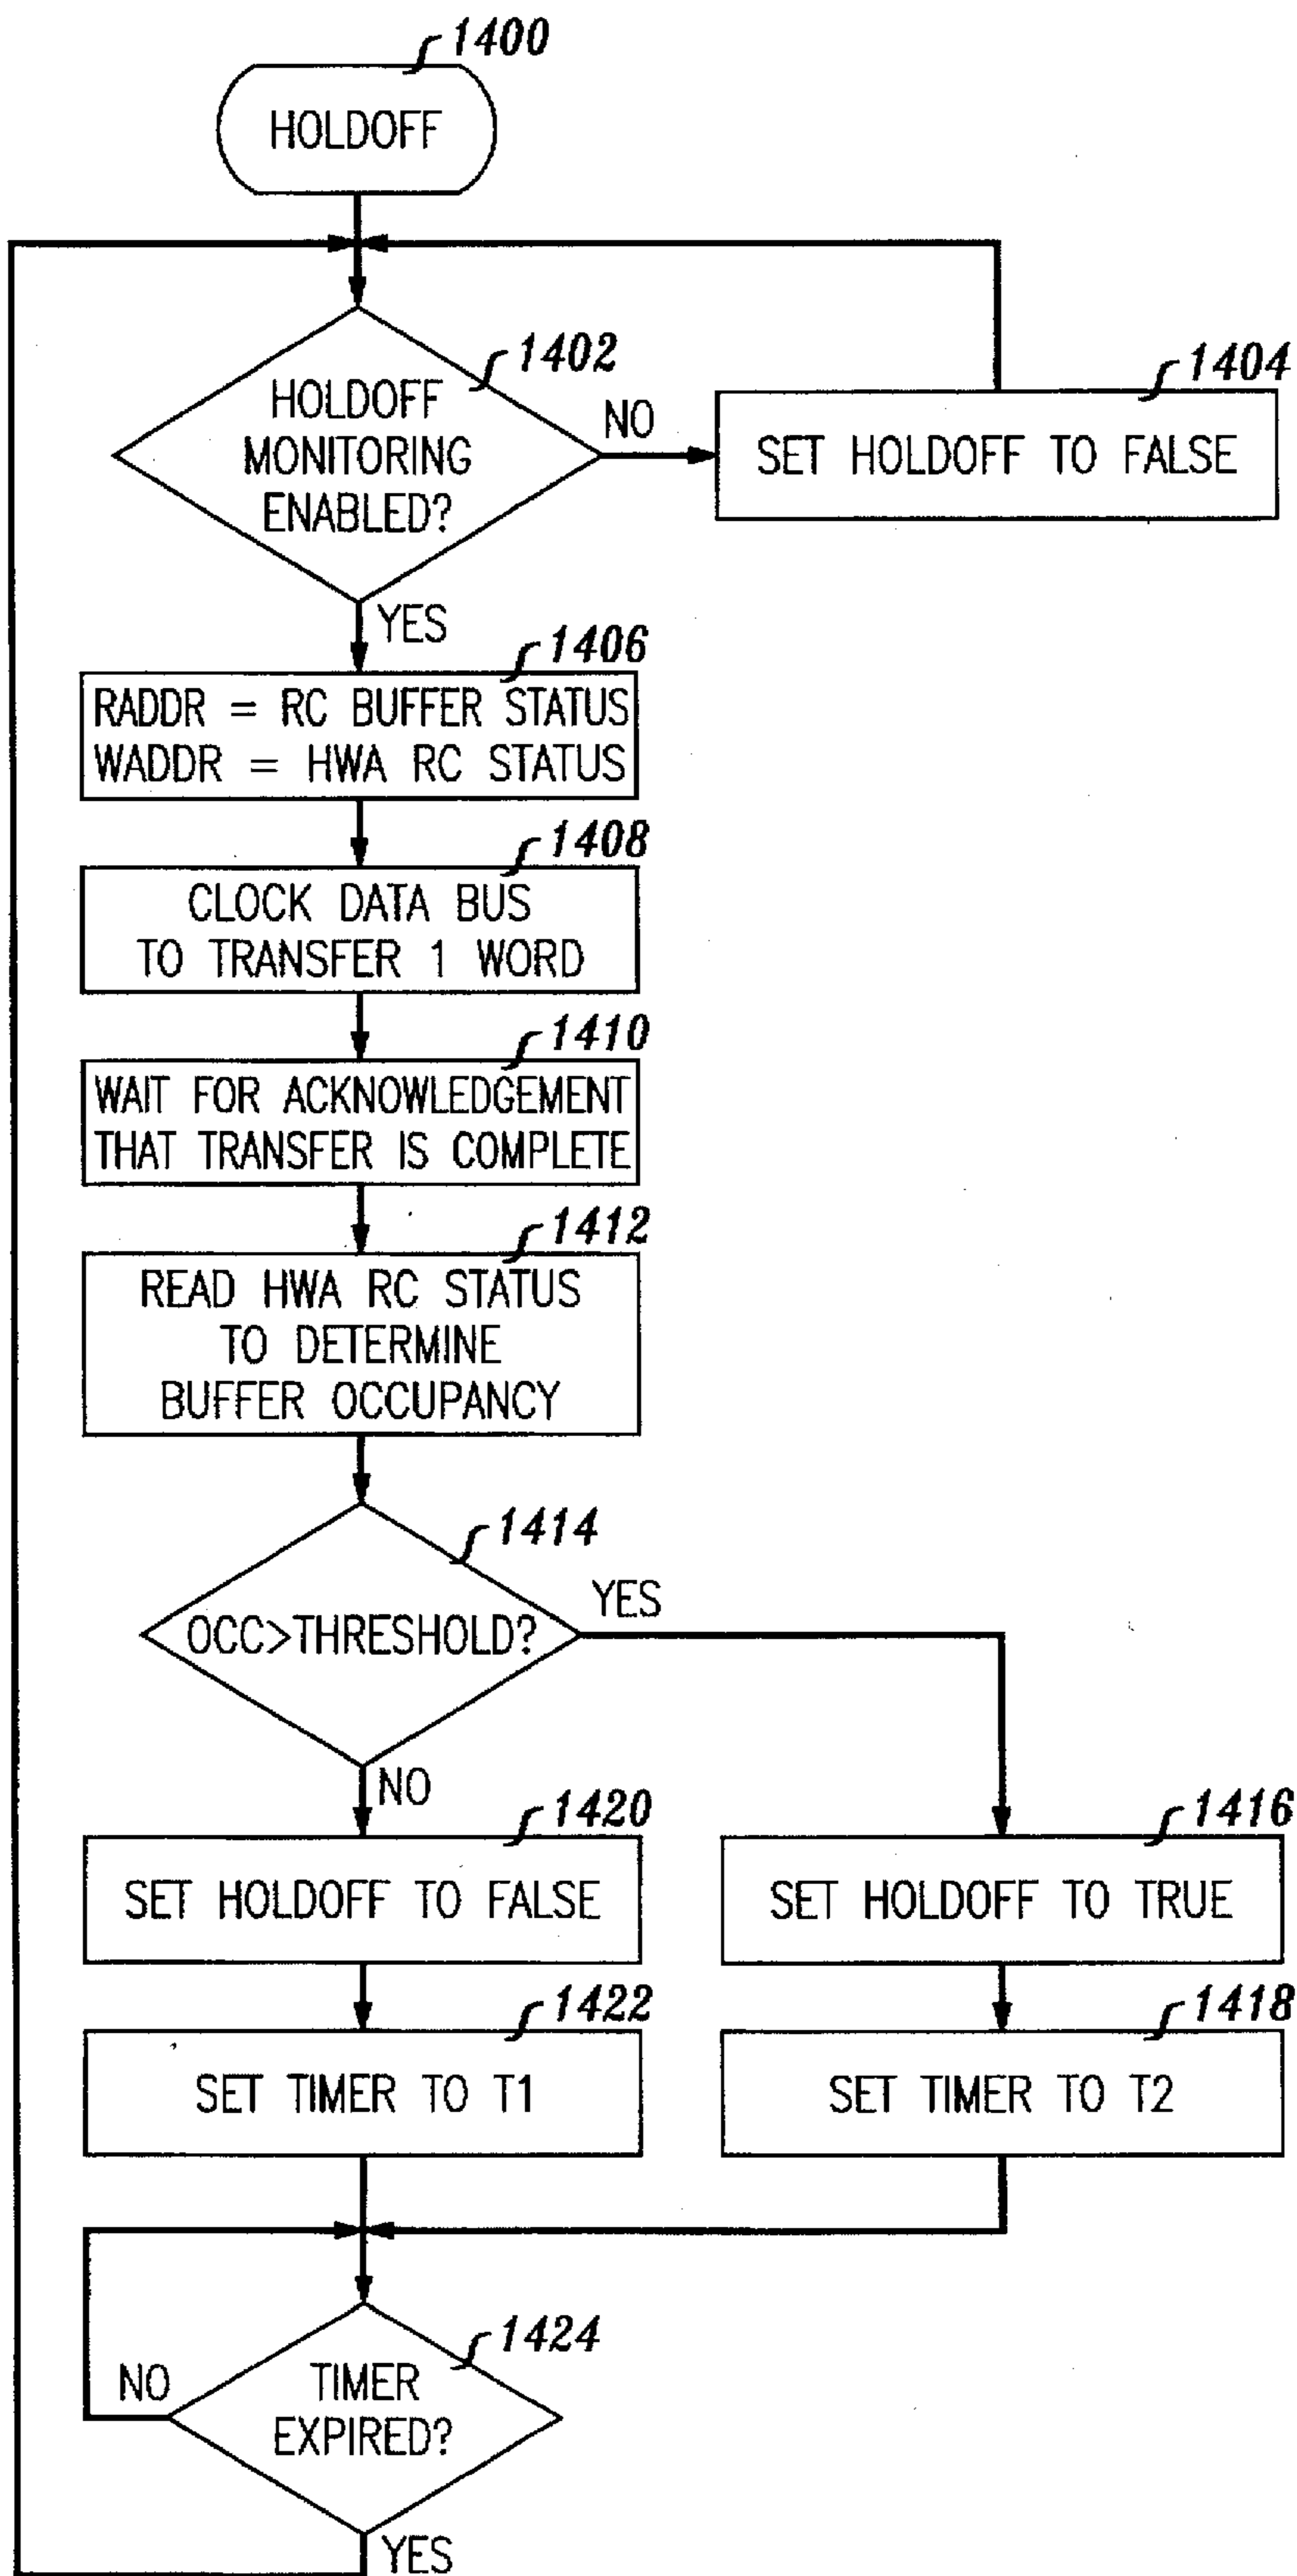 1400
HOLDOFF
1402
HOLDOFF
MONITORING
ENABLED?
NO
1404
SET HOLDOFF TO FALSE
YES
1406
RADDR = RC BUFFER STATUS
WADDR = HWA RC STATUS
1408
CLOCK DATA BUS
TO TRANSFER 1 WORD
1410
WAIT FOR ACKNOWLEDGEMENT
THAT TRANSFER IS COMPLETE
1412
READ HWA RC STATUS
TO DETERMINE
BUFFER OCCUPANCY
1414
OCC>THRESHOLD?
YES
NO
1420
SET HOLDOFF TO FALSE
1416
SET HOLDOFF TO TRUE
1422
SET TIMER TO T1
1418
SET TIMER TO T2
1424
TIMER
EXPIRED?
NO
YES